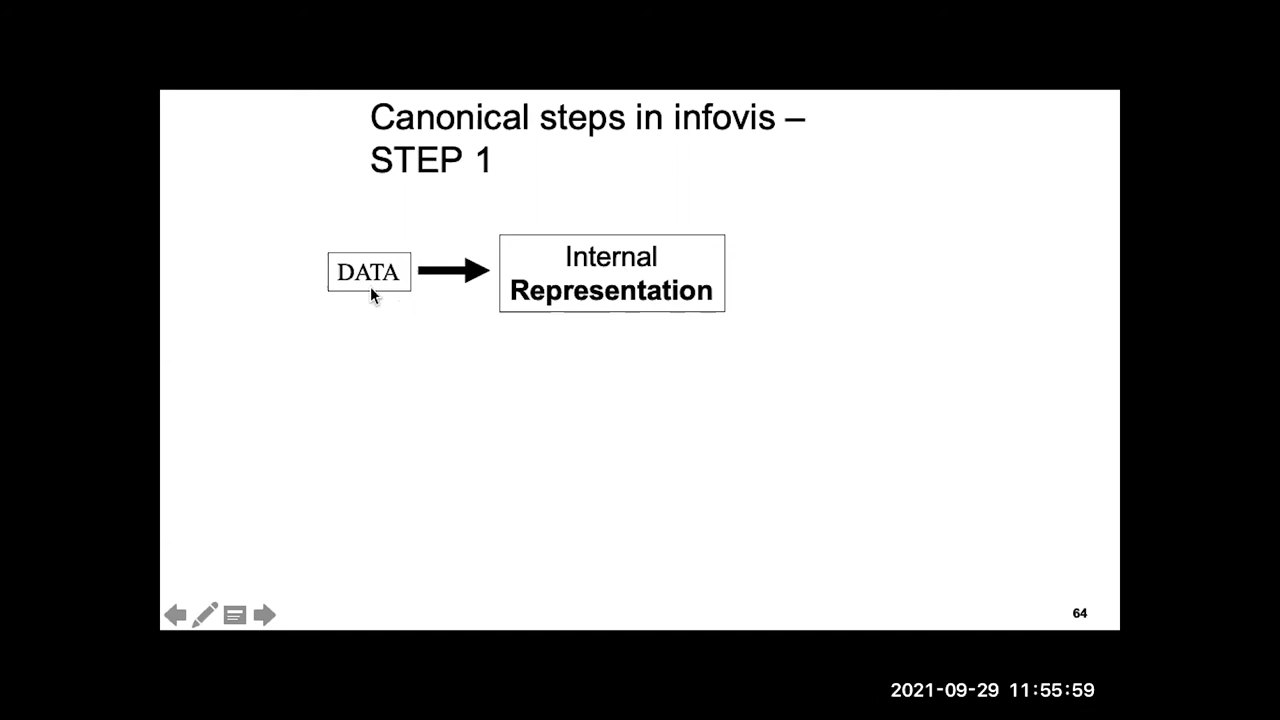 Canonical steps in infovis –
STEP 1
DATA
Internal
Representation
64
2021-09-29 11:55:59